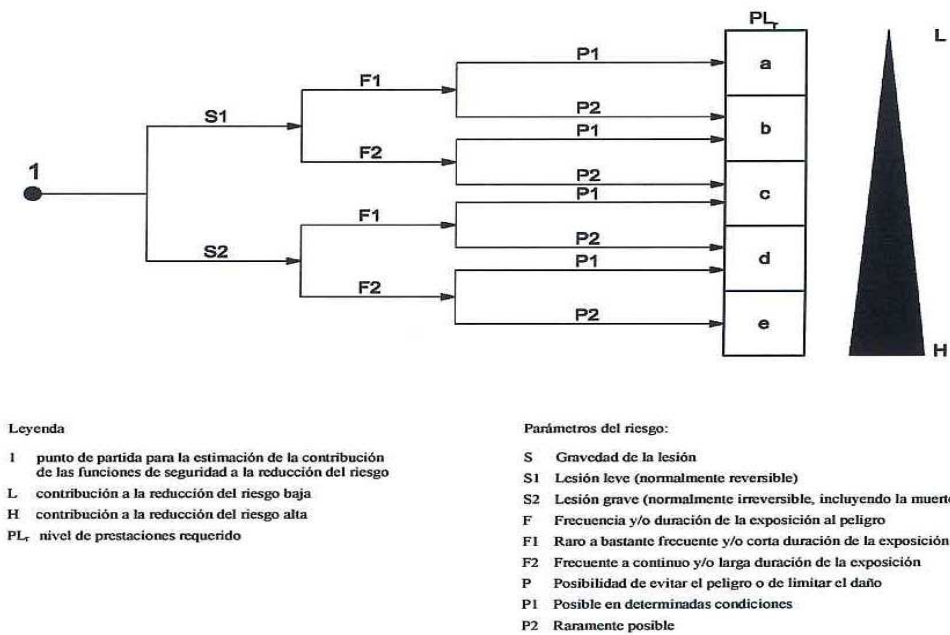 PLr
L
P1
a
F1
P2
S1
P1
b
F2
1
P2
c
P1
F1
P2
S2
d
P1
F2
P2
e
H
Leyenda
1 punto de partida para la estimación de la contribución
de las funciones de seguridad a la reducción del riesgo
L contribución a la reducción del riesgo baja
H contribución a la reducción del riesgo alta
PLr nivel de prestaciones requerido
Parámetros del riesgo:
S Gravedad de la lesión
S1 Lesión leve (normalmente reversible)
S2 Lesión grave (normalmente irreversible, incluyendo la muerte
F Frecuencia y/o duración de la exposición al peligro
F1 Raro a bastante frecuente y/o corta duración de la exposición
F2 Frecuente a continuo y/o larga duración de la exposición
P Posibilidad de evitar el peligro o de limitar el daño
P1 Posible en determinadas condiciones
P2 Raramente posible